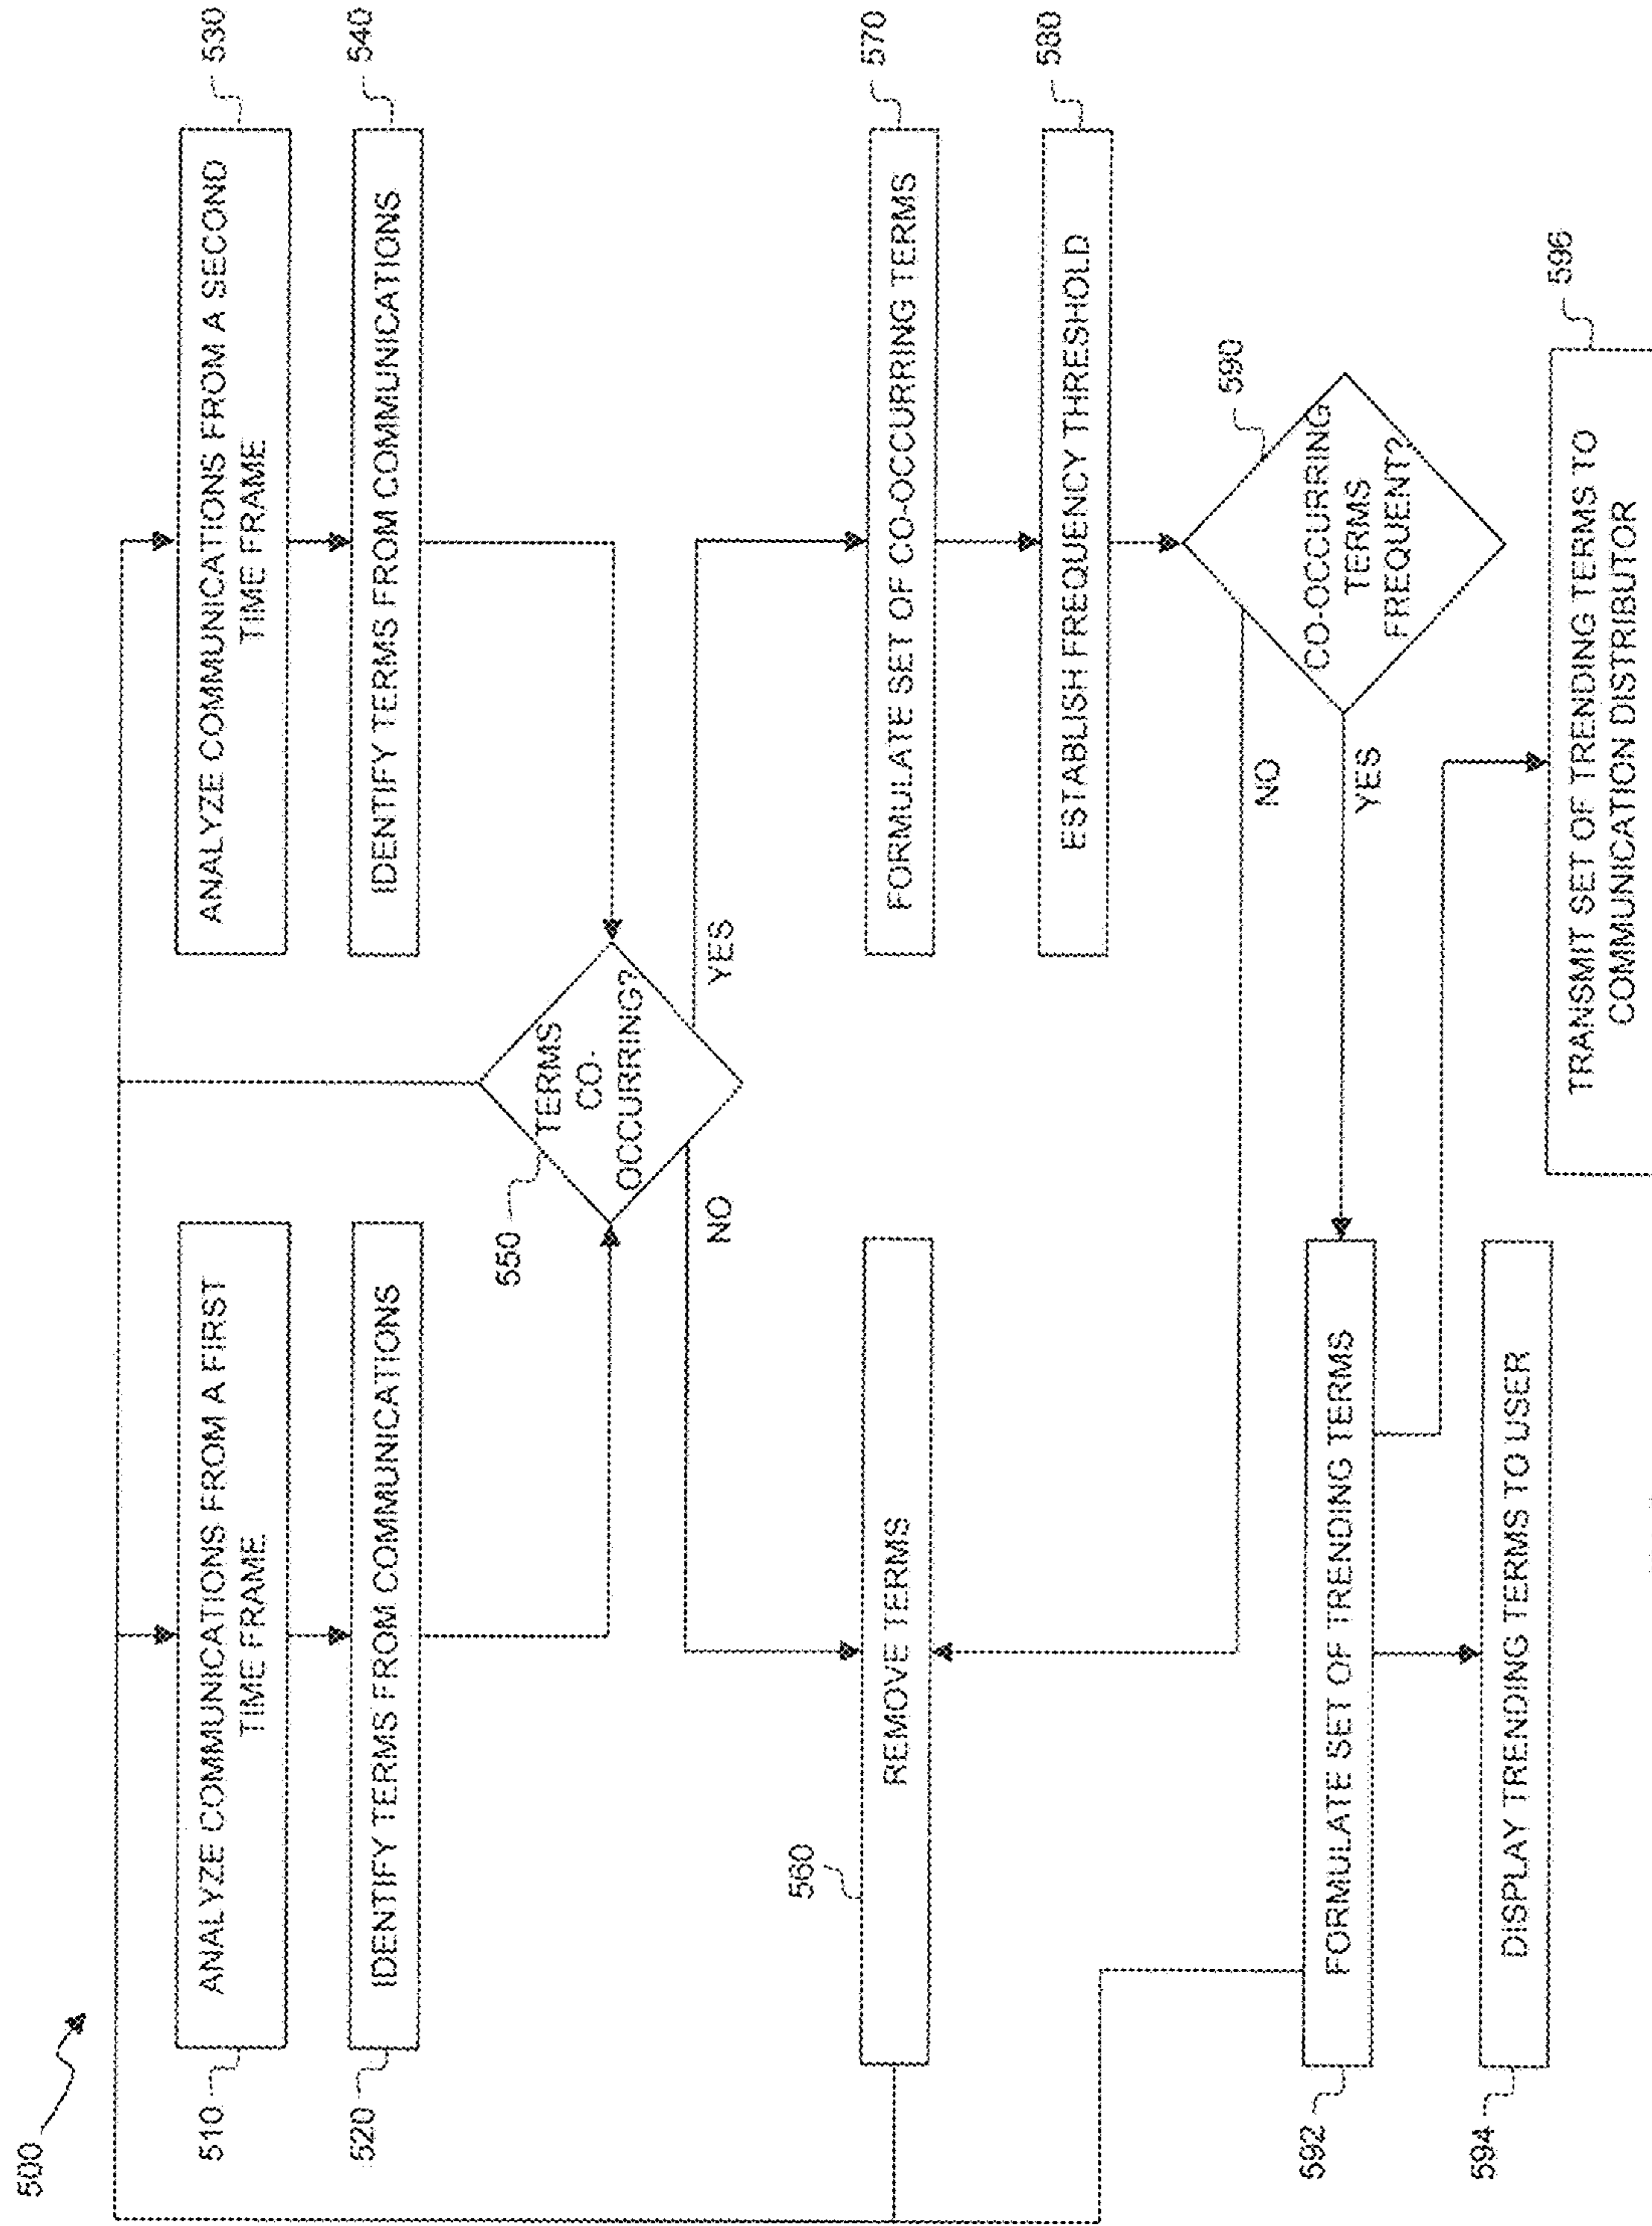 500
510
ANALYZE COMMUNICATIONS FROM A FIRST
TIME FRAME
530
ANALYZE COMMUNICATIONS FROM A SECOND
TIME FRAME
520
IDENTIFY TERMS FROM COMMUNICATIONS
540
IDENTIFY TERMS FROM COMMUNICATIONS
550
TERMS
CO-
OCCURRING?
NO
YES
560
REMOVE TERMS
570
FORMULATE SET OF CO-OCCURRING TERMS
580
ESTABLISH FREQUENCY THRESHOLD
590
CO-OCCURRING
TERMS
FREQUENT?
NO
YES
592
FORMULATE SET OF TRENDING TERMS
594
DISPLAY TRENDING TERMS TO USER
596
TRANSMIT SET OF TRENDING TERMS TO
COMMUNICATION DISTRIBUTOR